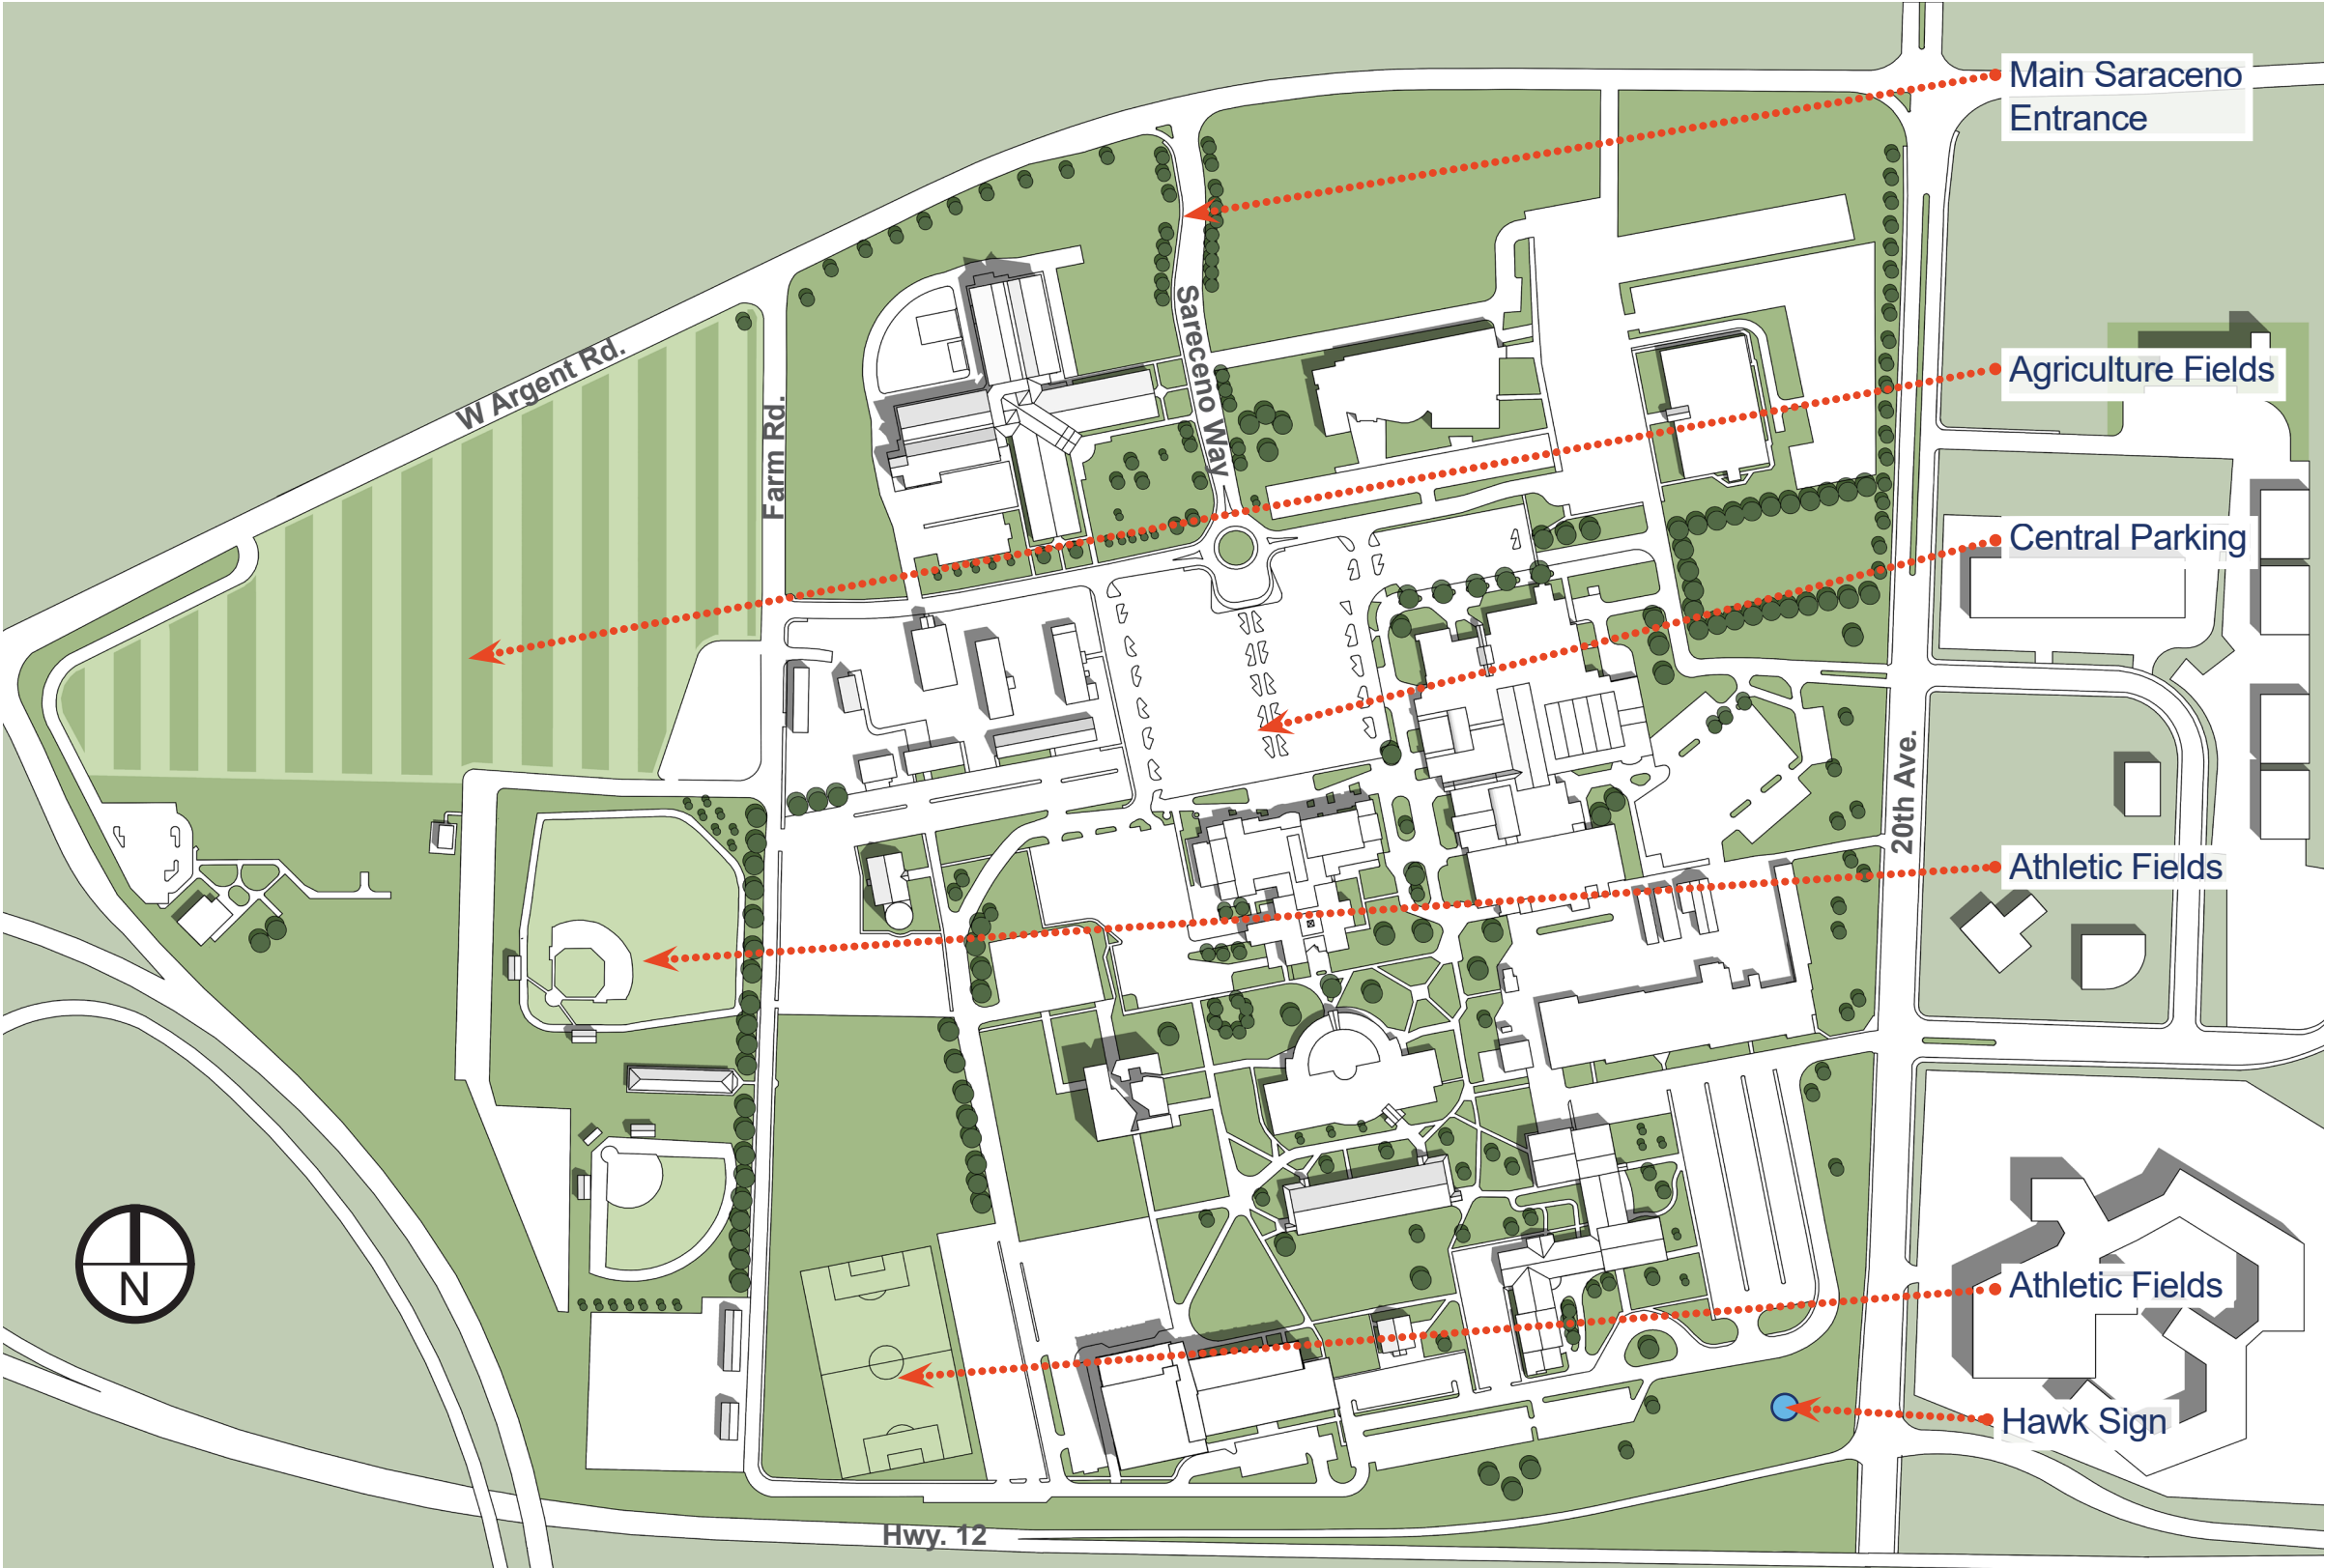 Main Saraceno
Entrance
Sareceno Way
W Argent Rd.
Agriculture Fields
Farm Rd.
Central Parking
20th Ave.
Athletic Fields
N
Athletic Fields
Hawk Sign
Hwy. 12